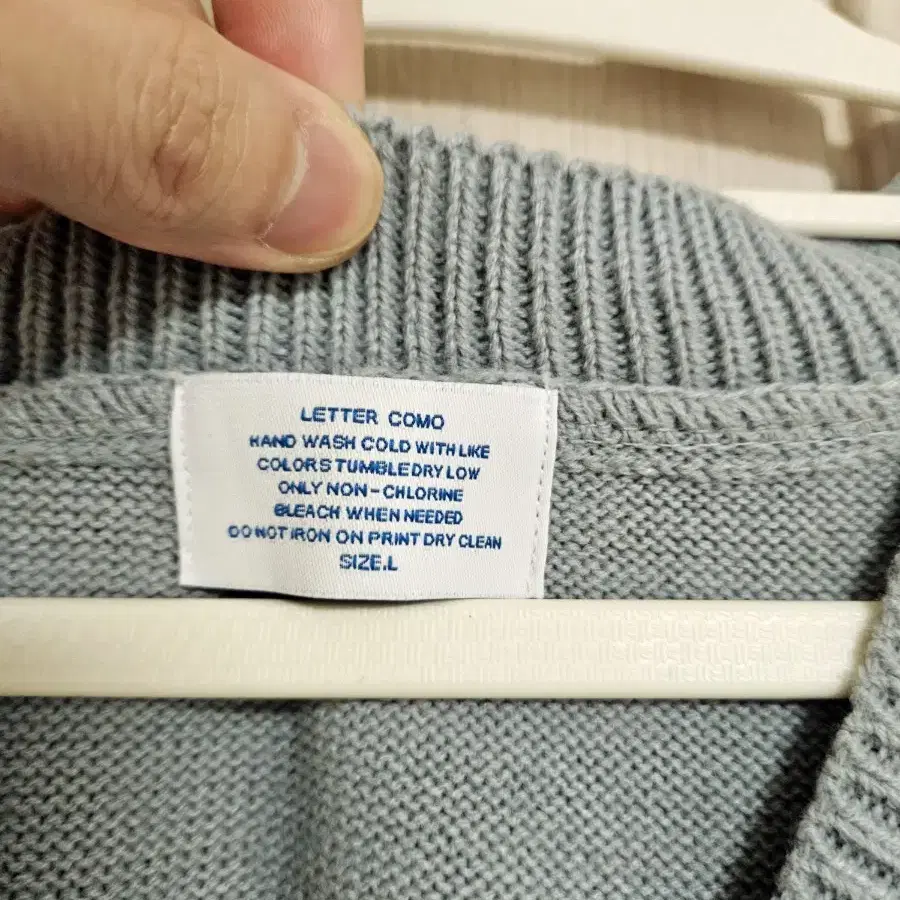 LETTER COMO
HAND WASH COLD WITH LIKE
COLORS TUMBLE DRY LOW
ONLY NON-CHLORINE
BLEACH WHEN NEEDED
DO NOT IRON ON PRINT DRY CLEAN
SIZE.L